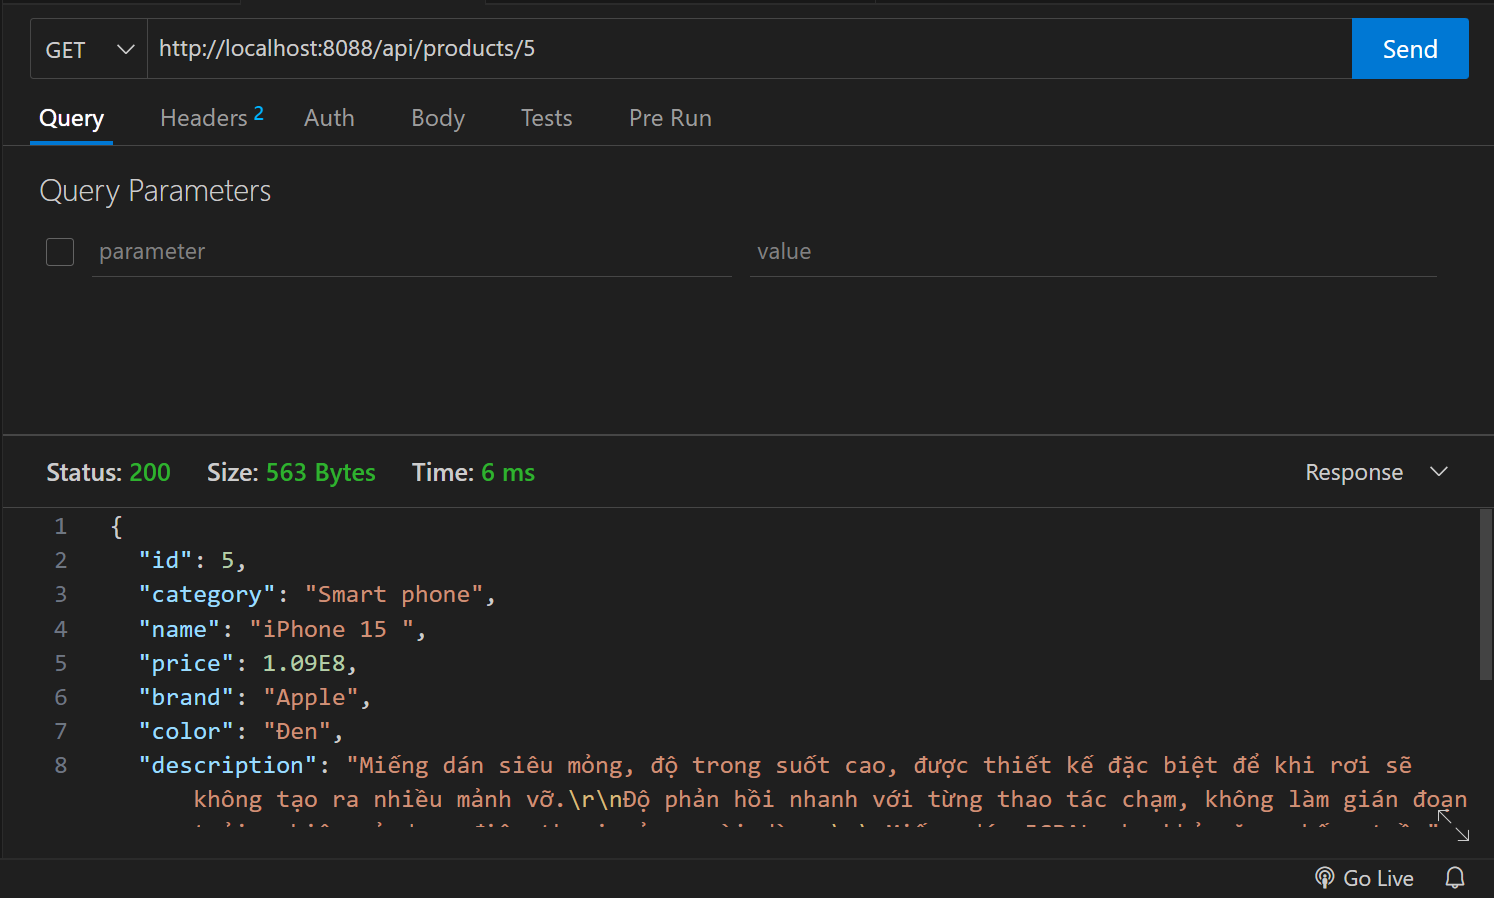 GET http://localhost:8088/api/products/5 Send
Query Headers 2 Auth Body Tests Pre Run
Query Parameters
parameter value
Status: 200 Size: 563 Bytes Time: 6 ms Response
1 {
2 "id": 5,
3 "category": "Smart phone",
4 "name": "iPhone 15 ",
5 "price": 1.09E8,
6 "brand": "Apple",
7 "color": "Đen",
8 "description": "Miếng dán siêu mỏng, độ trong suốt cao, được thiết kế đặc biệt để khi rơi sẽ
không tạo ra nhiều mảnh vỡ.\r\nĐộ phản hồi nhanh với từng thao tác chạm, không làm gián đoạn
Go Live